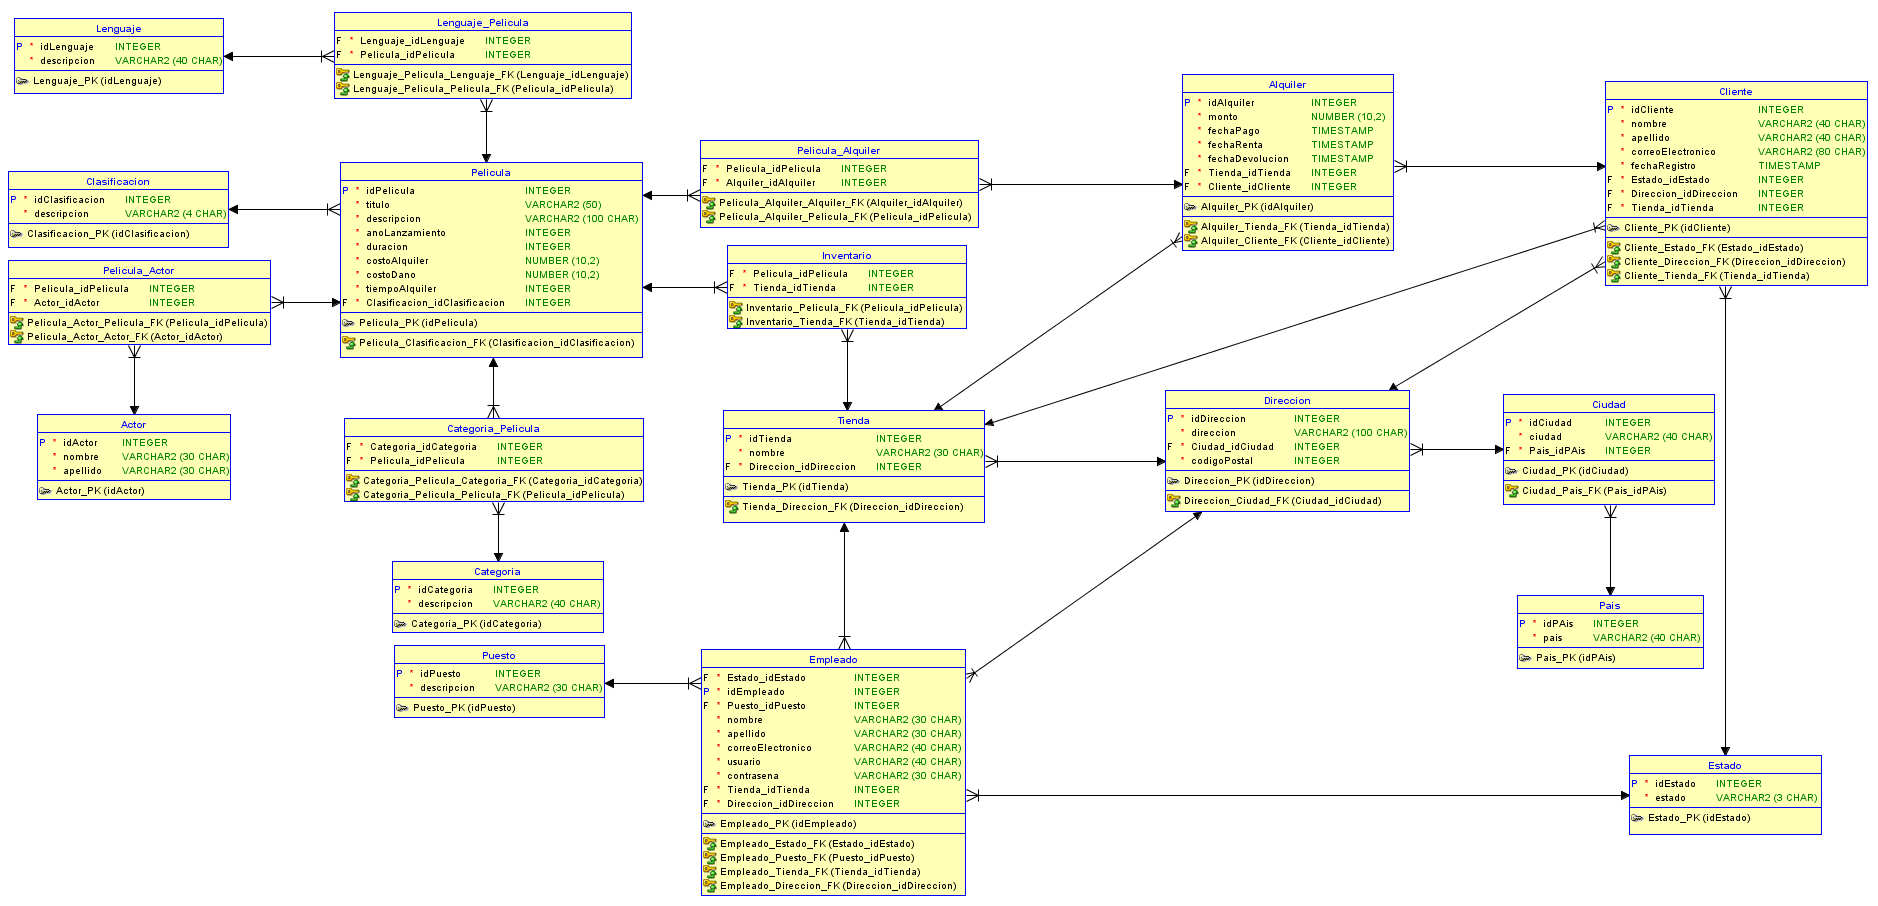 Lenguaje
P * idLenguaje INTEGER
* descripcion VARCHAR2 (40 CHAR)
Lenguaje_PK (idLenguaje)
Lenguaje_Pelicula
F * Lenguaje_idLenguaje INTEGER
F * Pelicula_idPelicula INTEGER
Lenguaje_Pelicula_Lenguaje_FK (Lenguaje_idLenguaje)
Lenguaje_Pelicula_Pelicula_FK (Pelicula_idPelicula)
Clasificacion
P * idClasificacion INTEGER
* descripcion VARCHAR2 (4 CHAR)
Clasificacion_PK (idClasificacion)
Pelicula
P * idPelicula INTEGER
* titulo VARCHAR2 (50)
* descripcion VARCHAR2 (100 CHAR)
* anoLanzamiento INTEGER
* duracion INTEGER
* costoAlquiler NUMBER (10,2)
* costoDano NUMBER (10,2)
* tiempoAlquiler INTEGER
F * Clasificacion_idClasificacion INTEGER
Pelicula_PK (idPelicula)
Pelicula_Clasificacion_FK (Clasificacion_idClasificacion)
Pelicula_Alquiler
F * Pelicula_idPelicula INTEGER
F * Alquiler_idAlquiler INTEGER
Pelicula_Alquiler_Alquiler_FK (Alquiler_idAlquiler)
Pelicula_Alquiler_Pelicula_FK (Pelicula_idPelicula)
Alquiler
P * idAlquiler INTEGER
* monto NUMBER (10,2)
* fechaPago TIMESTAMP
* fechaRenta TIMESTAMP
* fechaDevolucion TIMESTAMP
F * Tienda_idTienda INTEGER
F * Cliente_idCliente INTEGER
Alquiler_PK (idAlquiler)
Alquiler_Tienda_FK (Tienda_idTienda)
Alquiler_Cliente_FK (Cliente_idCliente)
Cliente
P * idCliente INTEGER
* nombre VARCHAR2 (40 CHAR)
* apellido VARCHAR2 (40 CHAR)
* correoElectronico VARCHAR2 (80 CHAR)
* fechaRegistro TIMESTAMP
F * Estado_idEstado INTEGER
F * Direccion_idDireccion INTEGER
F * Tienda_idTienda INTEGER
Cliente_PK (idCliente)
Cliente_Estado_FK (Estado_idEstado)
Cliente_Direccion_FK (Direccion_idDireccion)
Cliente_Tienda_FK (Tienda_idTienda)
Pelicula_Actor
F * Pelicula_idPelicula INTEGER
F * Actor_idActor INTEGER
Pelicula_Actor_Pelicula_FK (Pelicula_idPelicula)
Pelicula_Actor_Actor_FK (Actor_idActor)
Inventario
F * Pelicula_idPelicula INTEGER
F * Tienda_idTienda INTEGER
Inventario_Pelicula_FK (Pelicula_idPelicula)
Inventario_Tienda_FK (Tienda_idTienda)
Actor
P * idActor INTEGER
* nombre VARCHAR2 (30 CHAR)
* apellido VARCHAR2 (30 CHAR)
Actor_PK (idActor)
Categoria_Pelicula
F * Categoria_idCategoria INTEGER
F * Pelicula_idPelicula INTEGER
Categoria_Pelicula_Categoria_FK (Categoria_idCategoria)
Categoria_Pelicula_Pelicula_FK (Pelicula_idPelicula)
Tienda
P * idTienda INTEGER
* nombre VARCHAR2 (30 CHAR)
F * Direccion_idDireccion INTEGER
Tienda_PK (idTienda)
Tienda_Direccion_FK (Direccion_idDireccion)
Direccion
P * idDireccion INTEGER
* direccion VARCHAR2 (100 CHAR)
F * Ciudad_idCiudad INTEGER
* codigoPostal INTEGER
Direccion_PK (idDireccion)
Direccion_Ciudad_FK (Ciudad_idCiudad)
Ciudad
P * idCiudad INTEGER
* ciudad VARCHAR2 (40 CHAR)
F * Pais_idPAis INTEGER
Ciudad_PK (idCiudad)
Ciudad_Pais_FK (Pais_idPAis)
Categoria
P * idCategoria INTEGER
* descripcion VARCHAR2 (40 CHAR)
Categoria_PK (idCategoria)
Pais
P * idPAis INTEGER
* pais VARCHAR2 (40 CHAR)
Pais_PK (idPAis)
Puesto
P * idPuesto INTEGER
* descripcion VARCHAR2 (30 CHAR)
Puesto_PK (idPuesto)
Empleado
F * Estado_idEstado INTEGER
P * idEmpleado INTEGER
F * Puesto_idPuesto INTEGER
* nombre VARCHAR2 (30 CHAR)
* apellido VARCHAR2 (30 CHAR)
* correoElectronico VARCHAR2 (40 CHAR)
* usuario VARCHAR2 (40 CHAR)
* contrasena VARCHAR2 (30 CHAR)
F * Tienda_idTienda INTEGER
F * Direccion_idDireccion INTEGER
Empleado_PK (idEmpleado)
Empleado_Estado_FK (Estado_idEstado)
Empleado_Puesto_FK (Puesto_idPuesto)
Empleado_Tienda_FK (Tienda_idTienda)
Empleado_Direccion_FK (Direccion_idDireccion)
Estado
P * idEstado INTEGER
* estado VARCHAR2 (3 CHAR)
Estado_PK (idEstado)